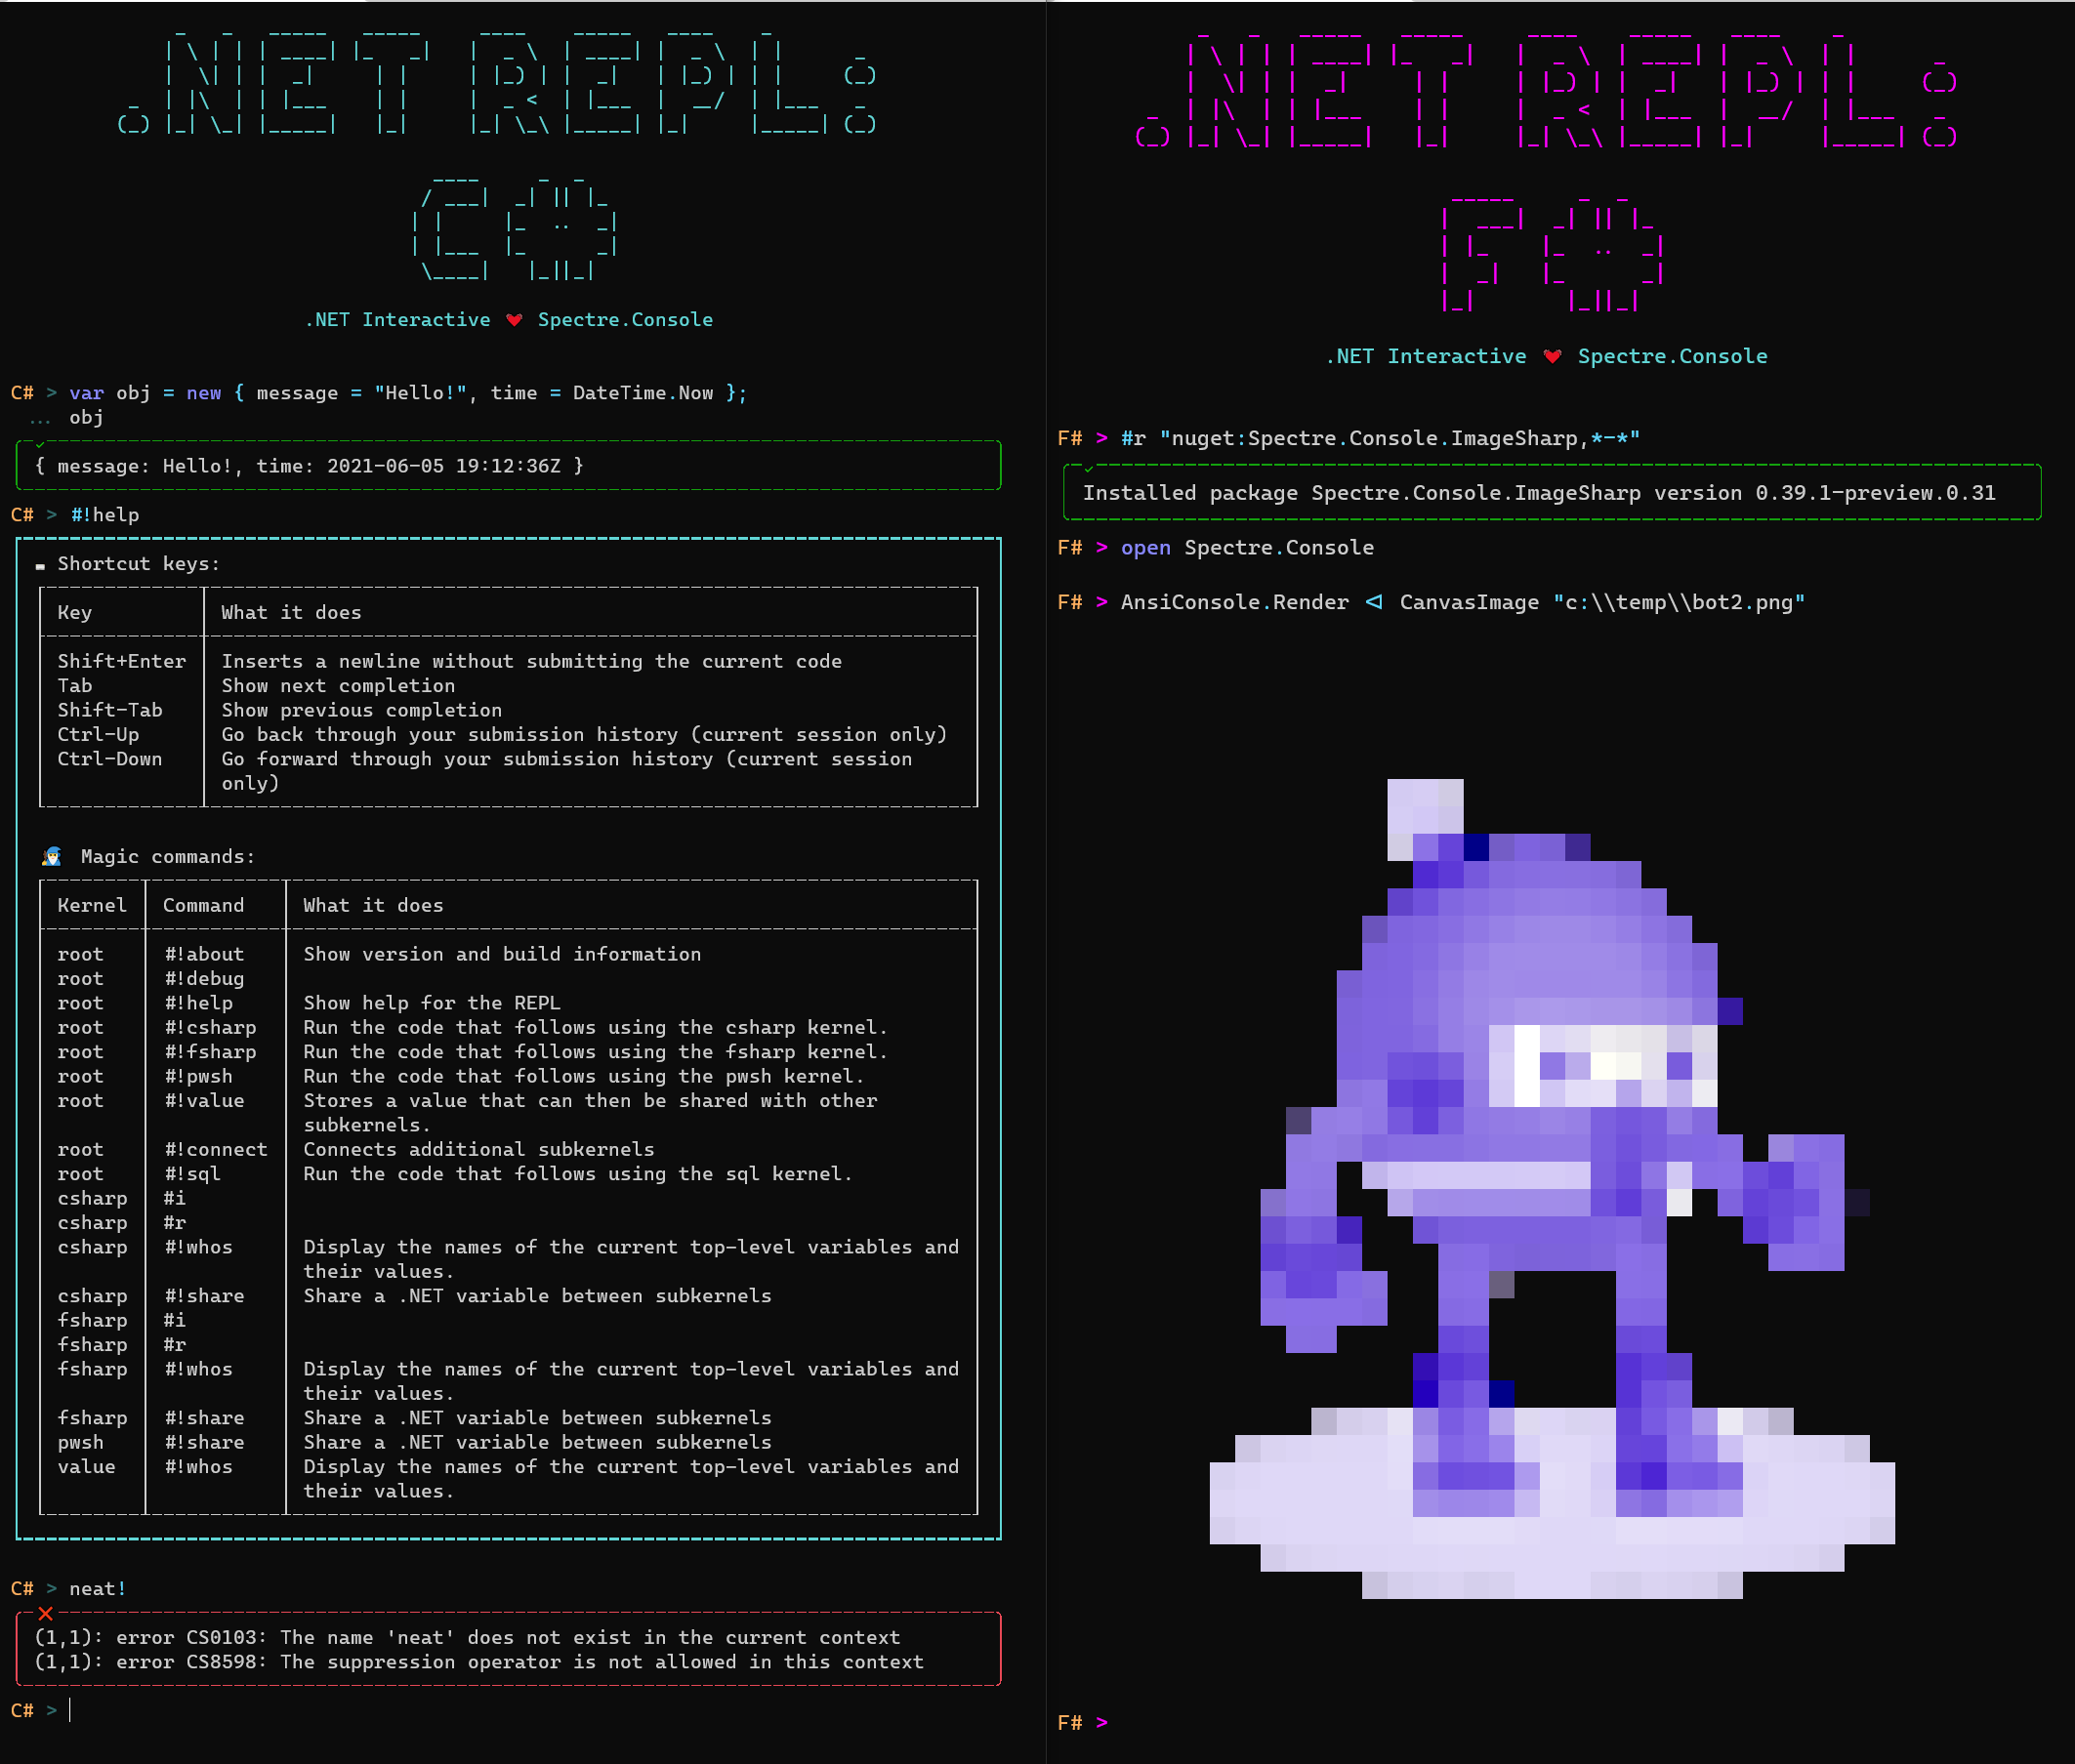 .NET REPL:
C#
.NET Interactive ❤ Spectre.Console
C# > var obj = new { message = "Hello!", time = DateTime.Now };
... obj
{ message: Hello!, time: 2021-06-05 19:12:36Z }
C# > #!help
Shortcut keys:
Key What it does
Shift+Enter Inserts a newline without submitting the current code
Tab Show next completion
Shift-Tab Show previous completion
Ctrl-Up Go back through your submission history (current session only)
Ctrl-Down Go forward through your submission history (current session
only)
Magic commands:
Kernel Command What it does
root #!about Show version and build information
root #!debug
root #!help Show help for the REPL
root #!csharp Run the code that follows using the csharp kernel.
root #!fsharp Run the code that follows using the fsharp kernel.
root #!pwsh Run the code that follows using the pwsh kernel.
root #!value Stores a value that can then be shared with other
subkernels.
root #!connect Connects additional subkernels
root #!sql Run the code that follows using the sql kernel.
csharp #i
csharp #r
csharp #!whos Display the names of the current top-level variables and
their values.
csharp #!share Share a .NET variable between subkernels
fsharp #i
fsharp #r
fsharp #!whos Display the names of the current top-level variables and
their values.
fsharp #!share Share a .NET variable between subkernels
pwsh #!share Share a .NET variable between subkernels
value #!whos Display the names of the current top-level variables and
their values.
C# > neat!
(1,1): error CS0103: The name 'neat' does not exist in the current context
(1,1): error CS8598: The suppression operator is not allowed in this context
C# >
.NET REPL:
F#
.NET Interactive ❤ Spectre.Console
F# > #r "nuget:Spectre.Console.ImageSharp,*-*"
Installed package Spectre.Console.ImageSharp version 0.39.1-preview.0.31
F# > open Spectre.Console
F# > AnsiConsole.Render <| CanvasImage "c:\\temp\\bot2.png"
F# >